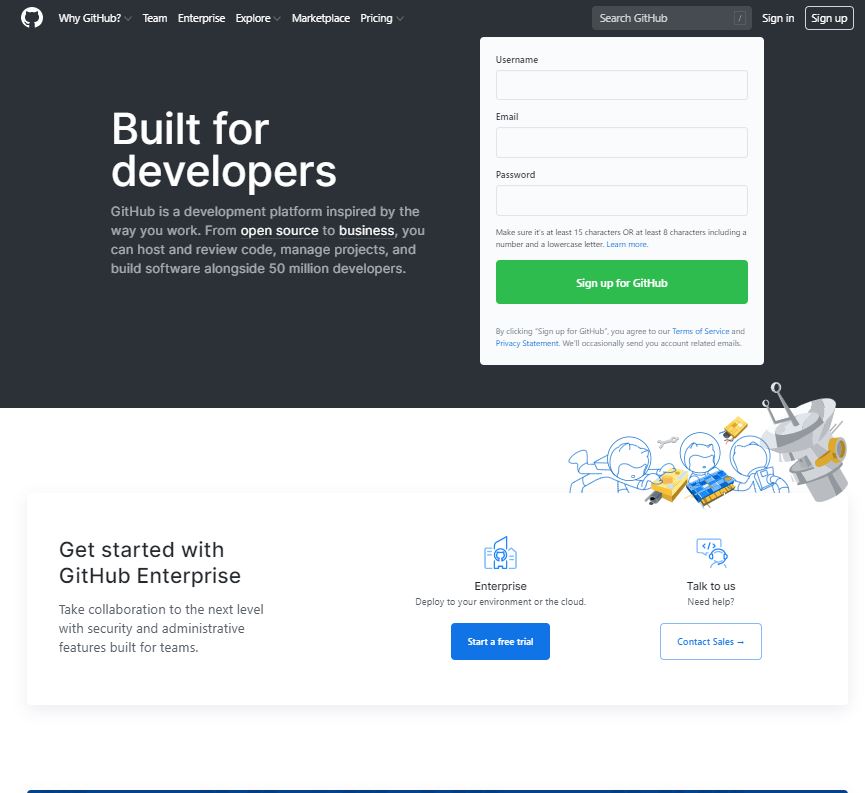 Why GitHub? Team Enterprise Explore Marketplace Pricing Search GitHub / Sign in Sign up
Built for
developers
GitHub is a development platform inspired by the
way you work. From open source to business, you
can host and review code, manage projects, and
build software alongside 50 million developers.
Username
Email
Password
Make sure it's at least 15 characters OR at least 8 characters including a
number and a lowercase letter. Learn more.
Sign up for GitHub
By clicking "Sign up for GitHub", you agree to our Terms of Service and
Privacy Statement. We'll occasionally send you account related emails.
Get started with
GitHub Enterprise
Take collaboration to the next level
with security and administrative
features built for teams.
Enterprise
Deploy to your environment or the cloud.
Start a free trial
</>
Talk to us
Need help?
Contact Sales →